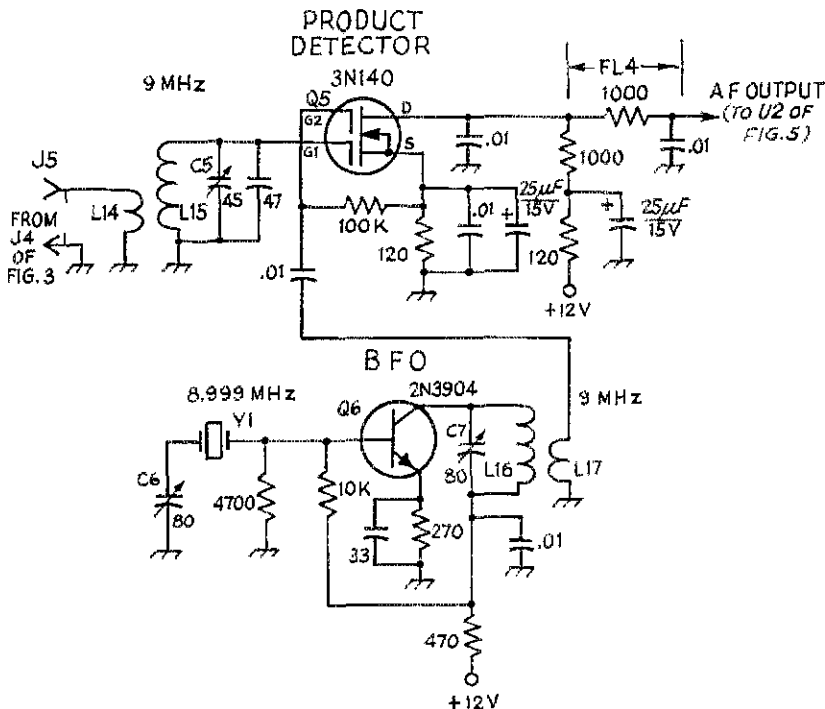 PRODUCT
DETECTOR
3N140
9 MHz
FL4
1000
AF OUTPUT
(TO U2 OF
FIG.5)
Q5
G2
G1
D
S
.01
.01
1000
J5
C5
45
47
L14
L15
FROM
J4
OF
FIG.3
100K
120
.01
+
25µF
15V
+
25µF
15V
120
+12V
.01
BFO
2N3904
8.999 MHz
Y1
Q6
9 MHz
C7
80
L16
L17
C6
80
4700
10K
33
270
.01
470
+12V